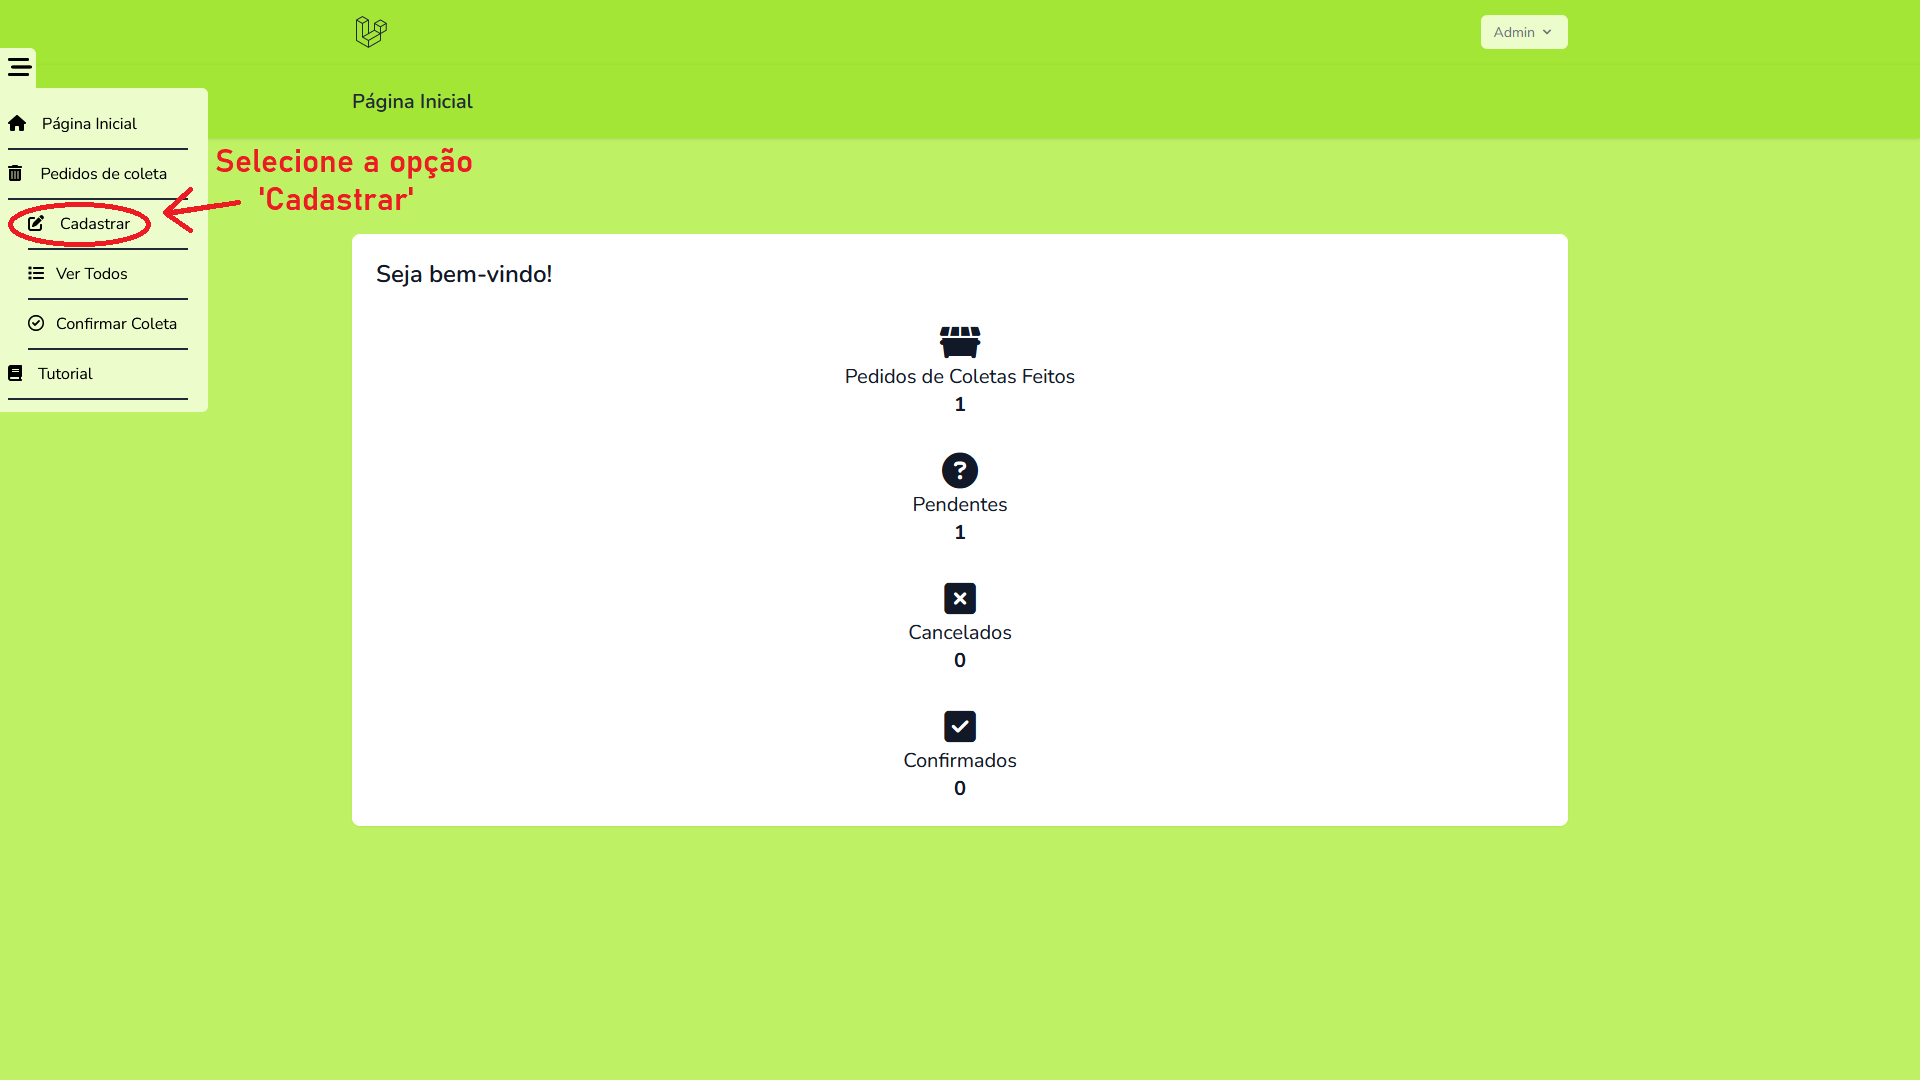 Admin
Página Inicial
Página Inicial
Pedidos de coleta
Cadastrar
Ver Todos
Confirmar Coleta
Tutorial
Selecione a opção
'Cadastrar'
Seja bem-vindo!
Pedidos de Coletas Feitos
1
Pendentes
1
Cancelados
0
Confirmados
0